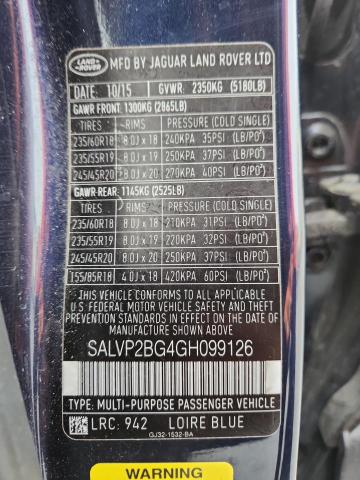 LAND ROVER
MFD BY JAGUAR LAND ROVER LTD
DATE: 10/15 GVWR: 2350KG (5180LB)
GAWR FRONT: 1300KG (2865LB)
TIRES RIMS PRESSURE (COLD SINGLE)
235/60R18 8.0J x 18 240KPA 35PSI (LB/PO²)
235/55R19 8.0J x 19 250KPA 37PSI (LB/PO²)
245/45R20 8.0J x 20 270KPA 40PSI (LB/PO²)
GAWR-REAR: 1145KG (2525LB)
TIRES RIMS PRESSURE (COLD SINGLE)
235/60R18 8.0J x 18 210KPA 31PSI (LB/PO²)
235/55R19 8.0J x 19 220KPA 32PSI (LB/PO²)
245/45R20 8.0J x 20 250KPA 37PSI (LB/PO²)
155/85R18 4.0J x 18 420KPA 60PSI (LB/PO²)
THIS VEHICLE CONFORMS TO ALL APPLICABLE
FEDERAL MOTOR VEHICLE SAFETY
STANDARDS IN EFFECT ON THE DATE OF
MANUFACTURE SHOWN ABOVE.
SALVP2BG4GH099126
TYPE: MULTI-PURPOSE PASSENGER VEHICLE
LRC: 942 LOIRE BLUE
GJ32-1532-BA
WARNING